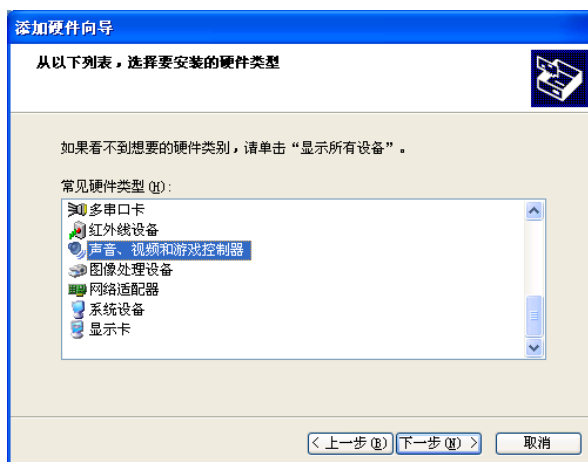 添加硬件向导
从以下列表，选择要安装的硬件类型
如果看不到想要的硬件类别，请单击“显示所有设备”。
常见硬件类型(H):
多串口卡
红外线设备
声音、视频和游戏控制器
图像处理设备
网络适配器
系统设备
显示卡
< 上一步(B) 下一步(N) > 取消